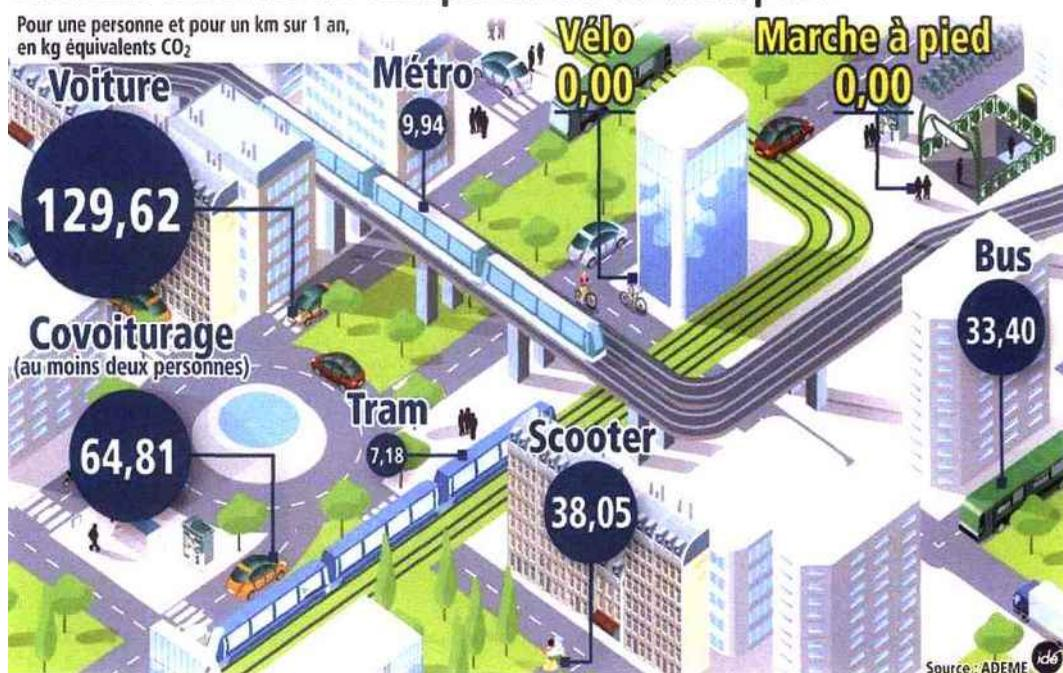 Pour une personne et pour un km sur 1 an,
en kg équivalents CO₂
Voiture
129,62
Métro
9,94
Vélo
0,00
Marche à pied
0,00
Bus
33,40
Covoiturage
(au moins deux personnes)
64,81
Tram
7,18
Scooter
38,05
Source : ADEME
idé